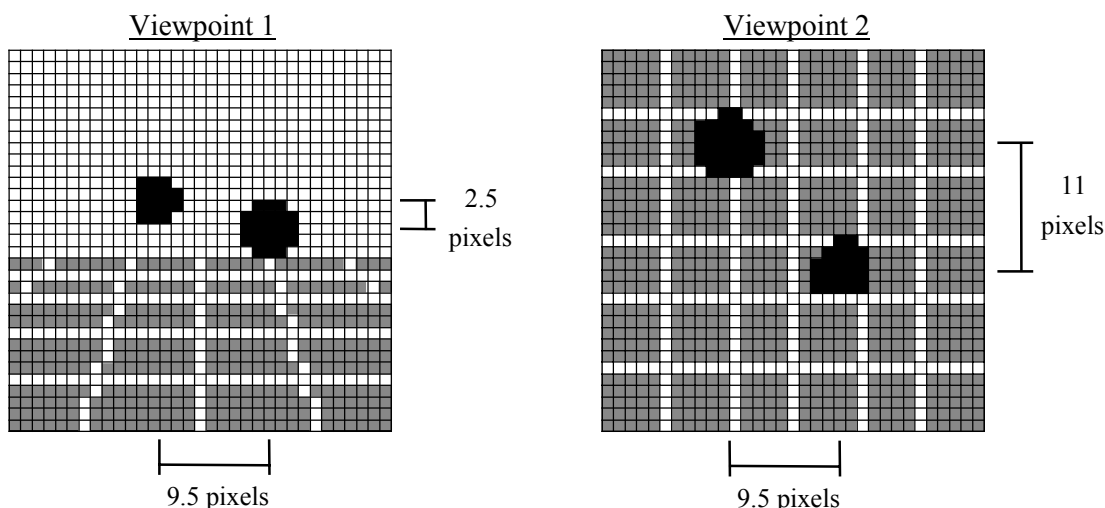 Viewpoint 1
2.5
pixels
9.5 pixels
Viewpoint 2
11
pixels
9.5 pixels